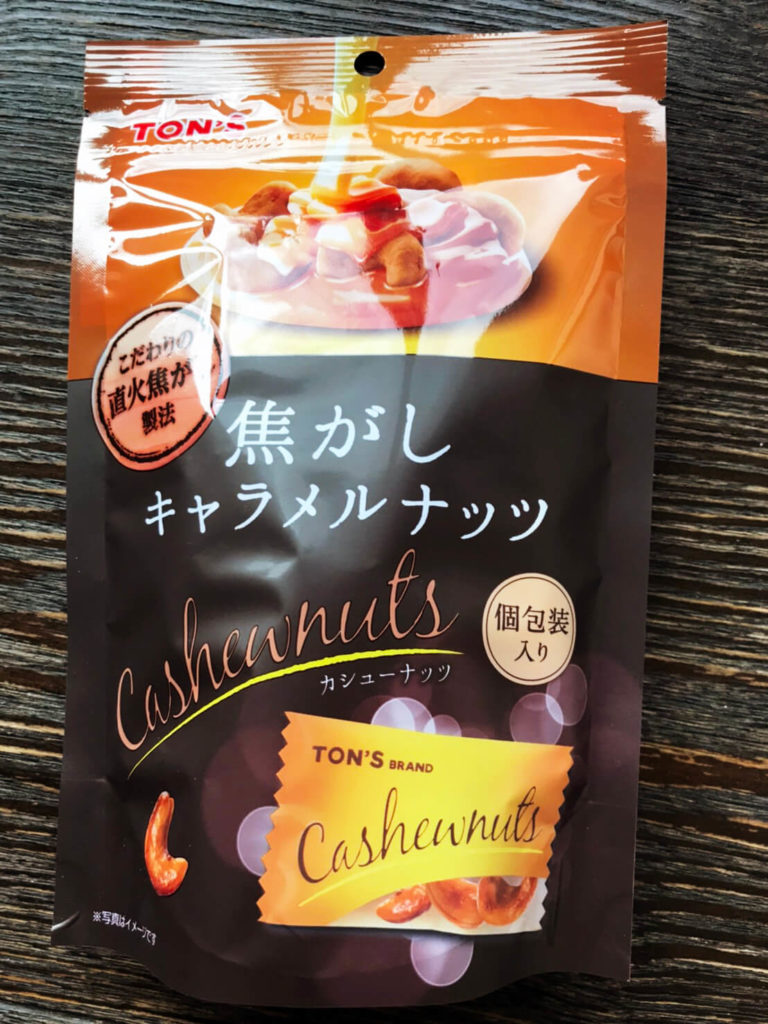 TON'S
こだわりの
直火焦がし
製法
焦がし
キャラメルナッツ
Cashewnuts
カシューナッツ
個包装
入り
TON'S BRAND
Cashewnuts
※写真はイメージです